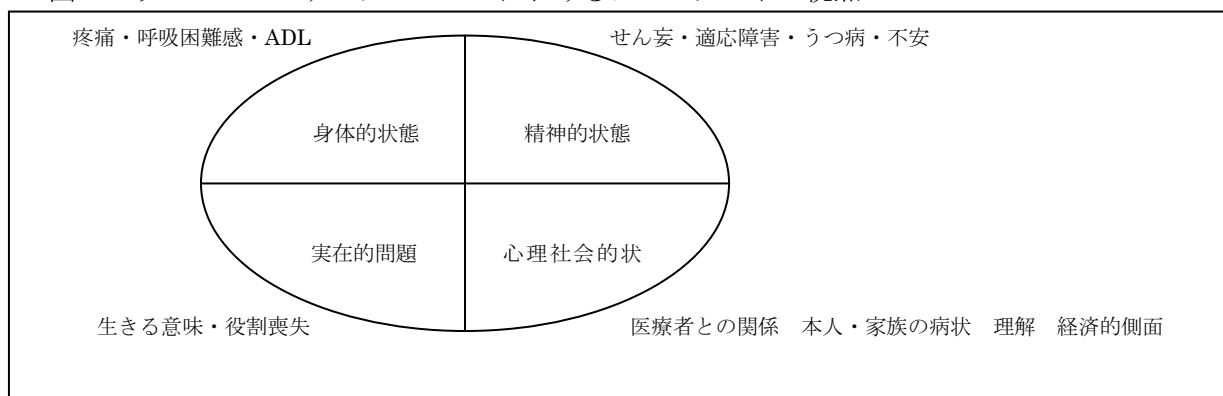 疼痛・呼吸困難感・ADL
せん妄・適応障害・うつ病・不安
身体的状態
精神的状態
実在的問題
心理社会的状
生きる意味・役割喪失
医療者との関係 本人・家族の病状 理解 経済的側面